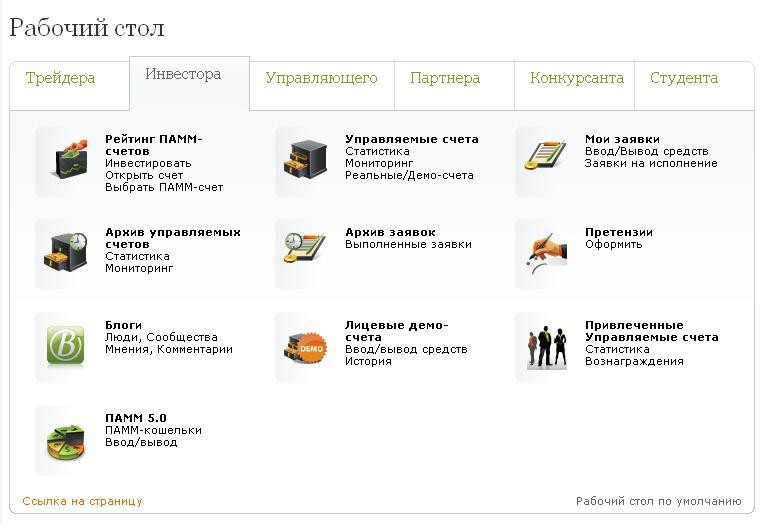 Рабочий стол
Трейдера
Инвестора
Управляющего
Партнера
Конкурсанта
Студента
Рейтинг ПАММ-
счетов
Инвестировать
Открыть счет
Выбрать ПАММ-счет
Управляемые счета
Статистика
Мониторинг
Реальные/Демо-счета
Мои заявки
Ввод/Вывод средств
Заявки на исполнение
Архив управляемых
счетов
Статистика
Мониторинг
Архив заявок
Выполненные заявки
Претензии
Оформить
Блоги
Люди, Сообщества
Мнения, Комментарии
DEMO
Лицевые демо-
счета
Ввод/вывод средств
История
Привлеченные
Управляемые счета
Статистика
Вознаграждения
ПАММ 5.0
ПАММ-кошельки
Ввод/вывод
Ссылка на страницу
Рабочий стол по умолчанию